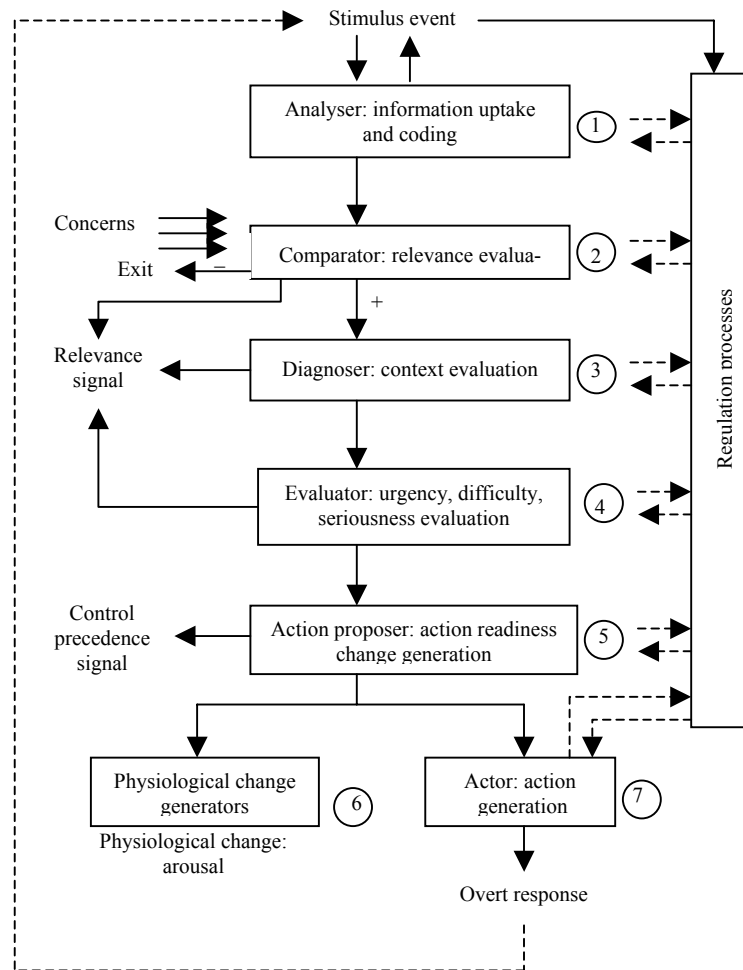 Stimulus event
Analyser: information uptake
and coding
1
Concerns
Comparator: relevance evalua-
2
Exit
–
+
Relevance
signal
Diagnoser: context evaluation
3
Regulation processes
Evaluator: urgency, difficulty,
seriousness evaluation
4
Control
precedence
signal
Action proposer: action readiness
change generation
5
Physiological change
generators
6
Actor: action
generation
7
Physiological change:
arousal
Overt response